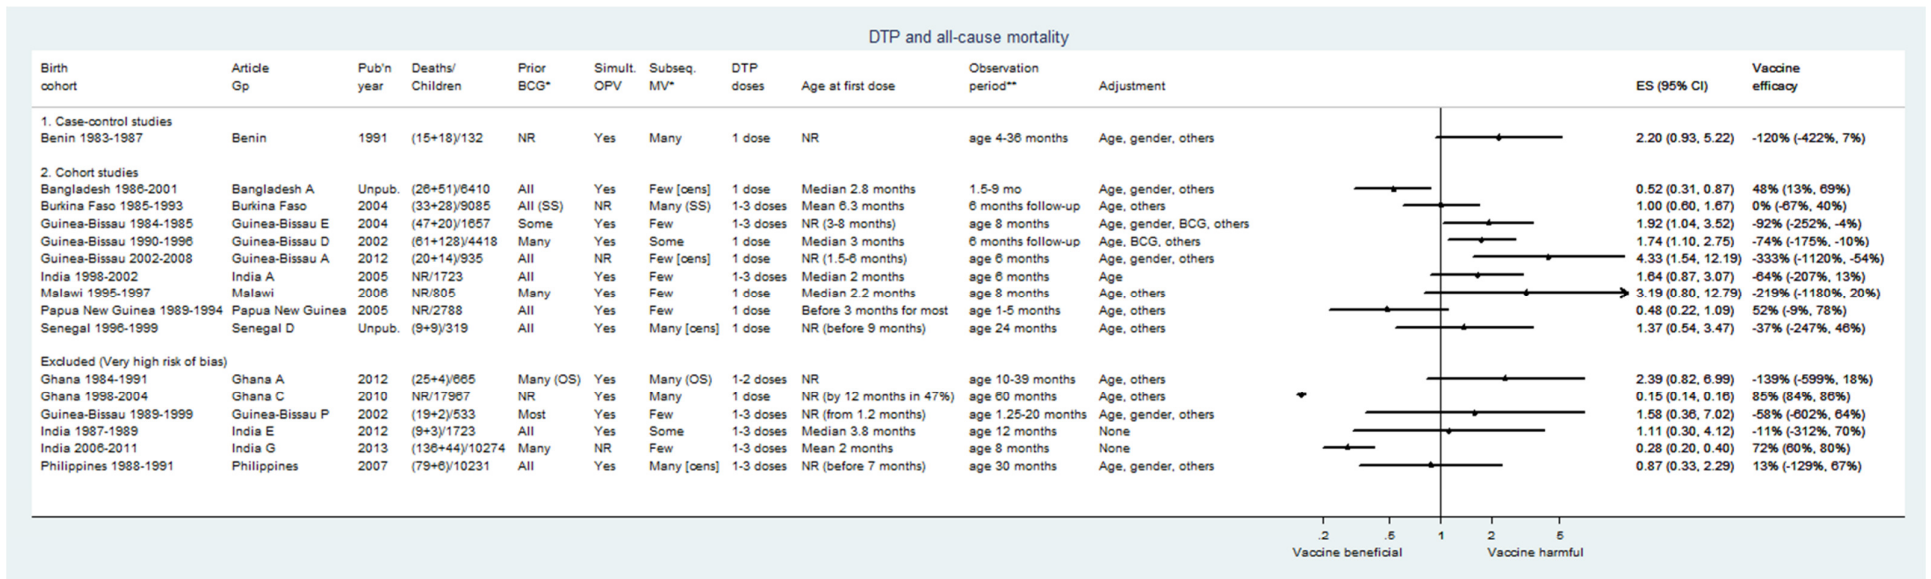 DTP and all-cause mortality
Birth cohort Article Gp Pub'n year Deaths/ Children Prior BCG* Simult. OPV Subseq. MV* DTP doses Age at first dose Observation period** Adjustment ES (95% CI) Vaccine efficacy
1. Case-control studies
Benin 1983-1987 Benin 1991 (15+18)/132 NR Yes Many 1 dose NR age 4-36 months Age, gender, others 2.20 (0.93, 5.22) -120% (-422%, 7%)
2. Cohort studies
Bangladesh 1986-2001 Bangladesh A Unpub. (26+51)/6410 All Yes Few [cens] 1 dose Median 2.8 months 1.5-9 mo Age, gender, others 0.52 (0.31, 0.87) 48% (13%, 69%)
Burkina Faso 1985-1993 Burkina Faso 2004 (33+28)/9085 All (SS) NR Many (SS) 1-3 doses Mean 6.3 months 6 months follow-up Age, others 1.00 (0.60, 1.67) 0% (-67%, 40%)
Guinea-Bissau 1984-1985 Guinea-Bissau E 2004 (47+20)/1657 Some Yes Few 1-3 doses NR (3-8 months) age 8 months Age, gender, BCG, others 1.92 (1.04, 3.52) -92% (-252%, -4%)
Guinea-Bissau 1990-1996 Guinea-Bissau D 2002 (61+128)/4418 Many Yes Some 1 dose Median 3 months 6 months follow-up Age, BCG, others 1.74 (1.10, 2.75) -74% (-175%, -10%)
Guinea-Bissau 2002-2008 Guinea-Bissau A 2012 (20+14)/935 All NR Few [cens] 1 dose NR (1.5-6 months) age 6 months Age, gender, others 4.33 (1.54, 12.19) -333% (-1120%, -54%)
India 1998-2002 India A 2005 NR/1723 All Yes Few 1-3 doses Median 2 months age 6 months Age 1.64 (0.87, 3.07) -64% (-207%, 13%)
Malawi 1995-1997 Malawi 2006 NR/805 Many Yes Few 1 dose Median 2.2 months age 8 months Age, others 3.19 (0.80, 12.79) -219% (-1180%, 20%)
Papua New Guinea 1989-1994 Papua New Guinea 2005 NR/2788 All Yes Few 1 dose Before 3 months for most age 1-5 months Age, others 0.48 (0.22, 1.09) 52% (-9%, 78%)
Senegal 1996-1999 Senegal D Unpub. (9+9)/319 All Yes Many [cens] 1 dose NR (before 9 months) age 24 months Age, others 1.37 (0.54, 3.47) -37% (-247%, 46%)
Excluded (Very high risk of bias)
Ghana 1984-1991 Ghana A 2012 (25+4)/665 Many (OS) Yes Many (OS) 1-2 doses NR age 10-39 months Age, others 2.39 (0.82, 6.99) -139% (-599%, 18%)
Ghana 1998-2004 Ghana C 2010 NR/17967 NR Yes Many 1 dose NR (by 12 months in 47%) age 60 months Age, others 0.15 (0.14, 0.16) 85% (84%, 86%)
Guinea-Bissau 1989-1999 Guinea-Bissau P 2002 (19+2)/533 Most Yes Few 1-3 doses NR (from 1.2 months) age 1.25-20 months Age, gender, others 1.58 (0.36, 7.02) -58% (-602%, 64%)
India 1987-1989 India E 2012 (9+3)/1723 All Yes Some 1-3 doses Median 3.8 months age 12 months None 1.11 (0.30, 4.12) -11% (-312%, 70%)
India 2006-2011 India G 2013 (136+44)/10274 Many NR Few 1-3 doses Mean 2 months age 8 months None 0.28 (0.20, 0.40) 72% (60%, 80%)
Philippines 1988-1991 Philippines 2007 (79+6)/10231 All Yes Many [cens] 1-3 doses NR (before 7 months) age 30 months Age, gender, others 0.87 (0.33, 2.29) 13% (-129%, 67%)
.2 .5 1 2 5
Vaccine beneficial Vaccine harmful